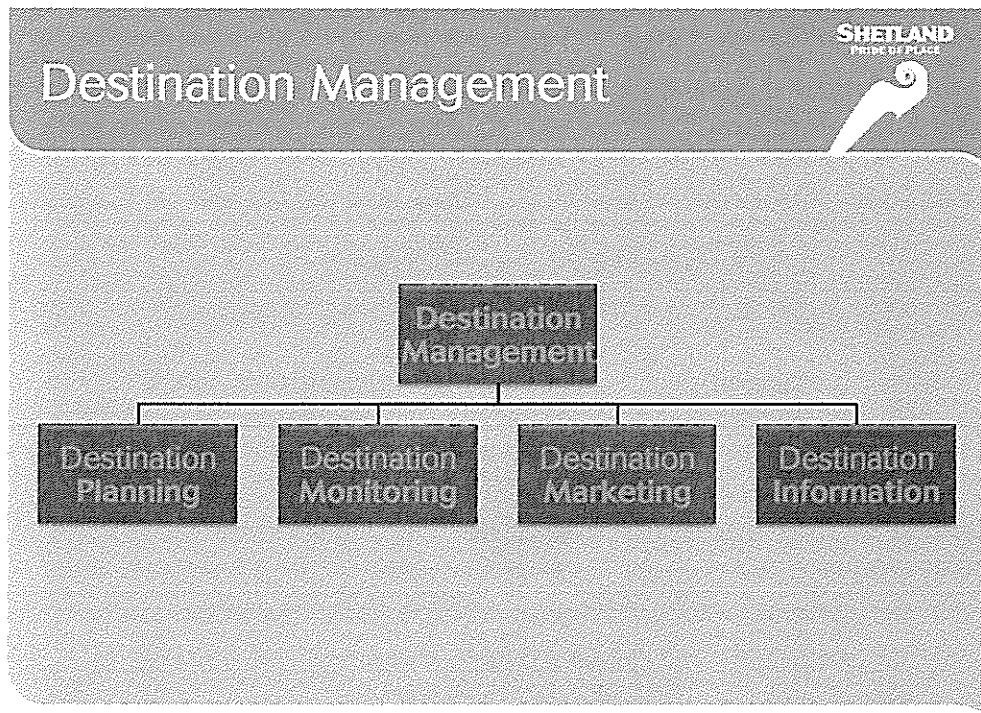 SHETLAND
PRIDE OF PLACE
Destination Management
Destination
Management
Destination
Planning
Destination
Monitoring
Destination
Marketing
Destination
Information